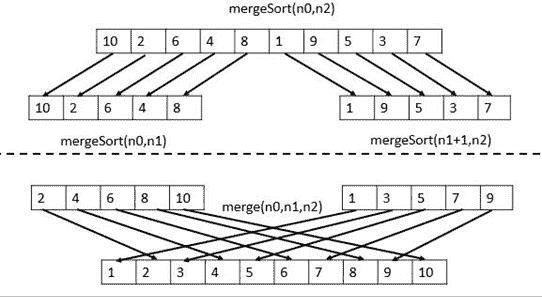 mergeSort(n0,n2)
10 2 6 4 8 1 9 5 3 7
10 2 6 4 8
1 9 5 3 7
mergeSort(n0,n1)
mergeSort(n1+1,n2)
2 4 6 8 10
merge(n0,n1,n2)
1 3 5 7 9
1 2 3 4 5 6 7 8 9 10